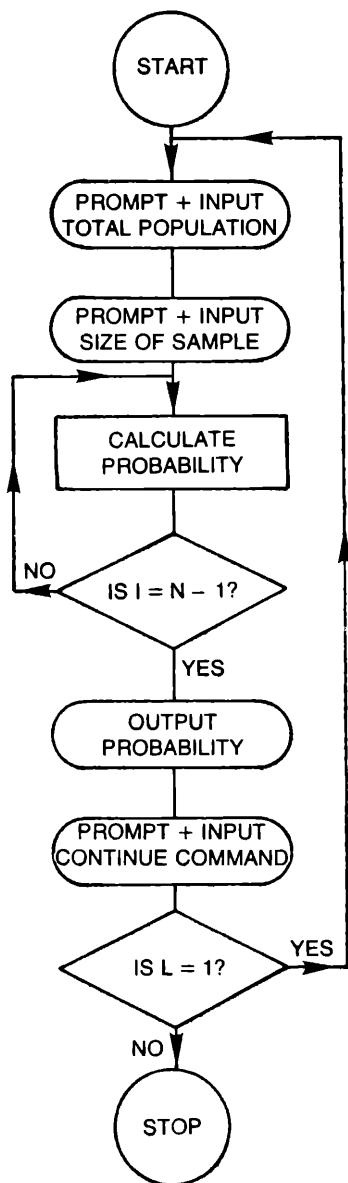 START
PROMPT + INPUT
TOTAL POPULATION
PROMPT + INPUT
SIZE OF SAMPLE
CALCULATE
PROBABILITY
NO
IS I = N – 1?
YES
OUTPUT
PROBABILITY
PROMPT + INPUT
CONTINUE COMMAND
YES
IS L = 1?
NO
STOP